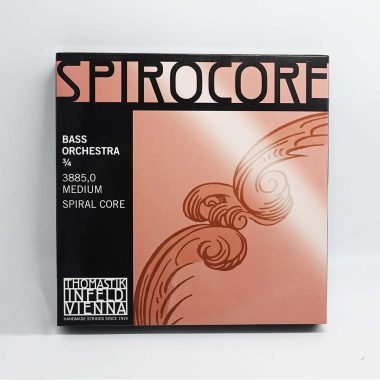 SPIROCORE
BASS
ORCHESTRA
¾
3885,0
MEDIUM
SPIRAL CORE
THOMASTIK
INFELD
VIENNA
HANDMADE STRINGS SINCE 1919